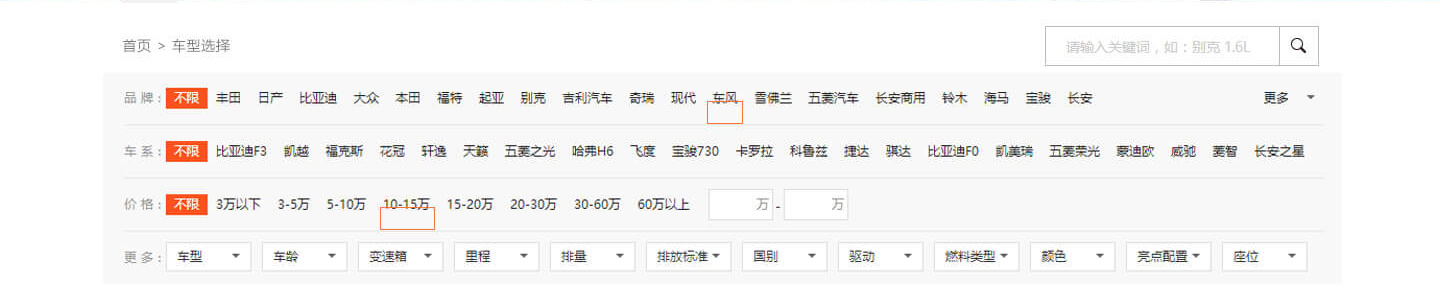 首页 > 车型选择
请输入关键词，如：别克 1.6L
品 牌： 不限 丰田 日产 比亚迪 大众 本田 福特 起亚 别克 吉利汽车 奇瑞 现代 东风 雪佛兰 五菱汽车 长安商用 铃木 海马 宝骏 长安 更多
车 系： 不限 比亚迪F3 凯越 福克斯 花冠 轩逸 天籁 五菱之光 哈弗H6 飞度 宝骏730 卡罗拉 科鲁兹 捷达 骐达 比亚迪F0 凯美瑞 五菱荣光 蒙迪欧 威驰 菱智 长安之星
价 格： 不限 3万以下 3-5万 5-10万 10-15万 15-20万 20-30万 30-60万 60万以上 万 - 万
更 多： 车型 车龄 变速箱 里程 排量 排放标准 国别 驱动 燃料类型 颜色 亮点配置 座位